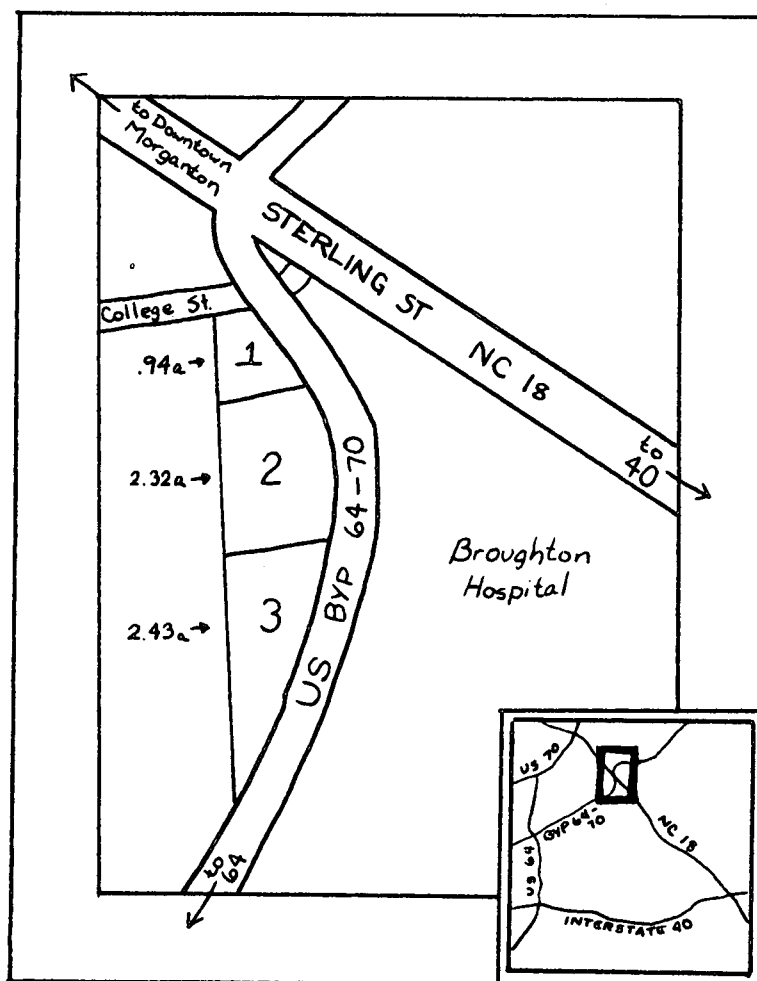 to Downtown
Morganton
STERLING ST NC 18
College St.
.94a
1
2.32a
2
US BYP 64-70
to
40
Broughton
Hospital
2.43a
3
to
64
US 70
BYP 64-
70
NC 18
US 64
INTERSTATE 40